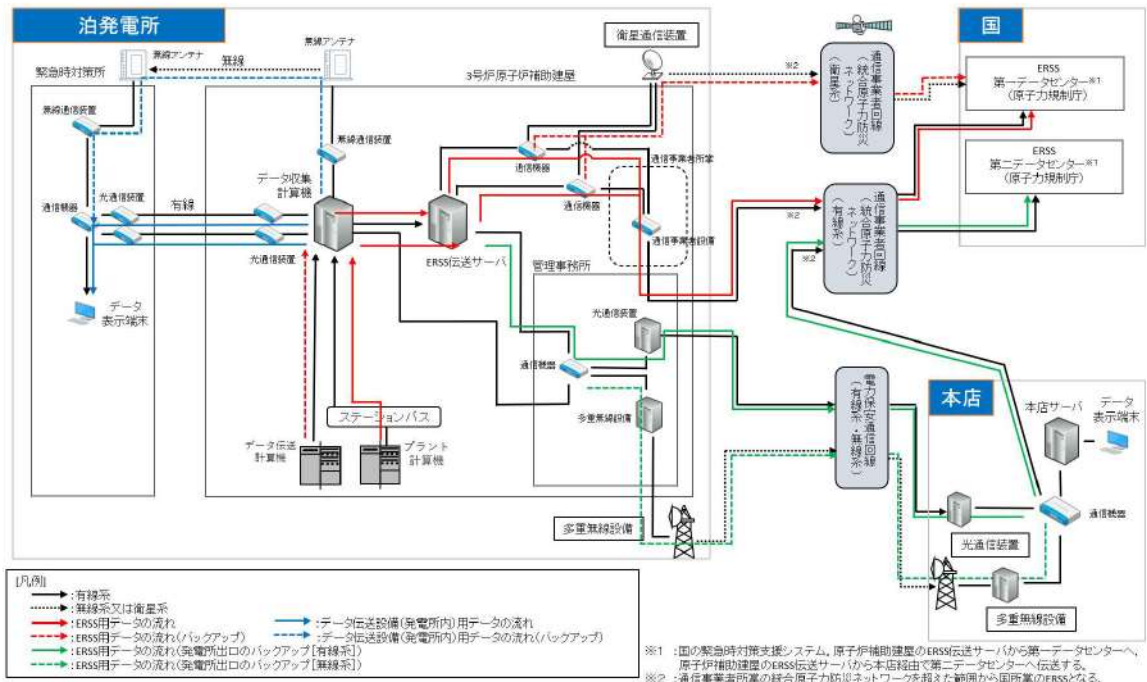 泊発電所
無線アンテナ
無線
無線アンテナ
緊急時対策所
3号炉原子炉補助建屋
衛星通信装置
無線通信装置
無線通信装置
通信機器
光通信装置
有線
データ収集
計算機
光通信装置
データ
表示端末
通信機器
通信機器
ERSS伝送サーバ
通信事業者所掌
通信事業者設備
管理事務所
光通信装置
通信機器
多重無線設備
ステーションバス
データ伝送
計算機
プラント
計算機
多重無線設備
※2
通信事業者回線
(統合原子力防災
ネットワーク)
(衛星系)
※2
※2
通信事業者回線
(統合原子力防災
ネットワーク)
(有線系)
電力保安通信回線
(有線系・無線系)
国
ERSS
第一データセンター※1
(原子力規制庁)
ERSS
第二データセンター※1
(原子力規制庁)
本店
本店サーバ
データ
表示端末
通信機器
光通信装置
多重無線設備
[凡例]
:有線系
:無線系又は衛星系
:ERSS用データの流れ
:ERSS用データの流れ(バックアップ)
:ERSS用データの流れ(発電所出口のバックアップ[有線系])
:ERSS用データの流れ(発電所出口のバックアップ[無線系])
:データ伝送設備(発電所内)用データの流れ
:データ伝送設備(発電所内)用データの流れ(バックアップ)
※1 :国の緊急時対策支援システム。原子炉補助建屋のERSS伝送サーバから第一データセンターへ,
原子炉補助建屋のERSS伝送サーバから本店経由で第二データセンターへ伝送する。
※2 :通信事業者所掌の統合原子力防災ネットワークを超えた範囲から国所掌のERSSとなる。